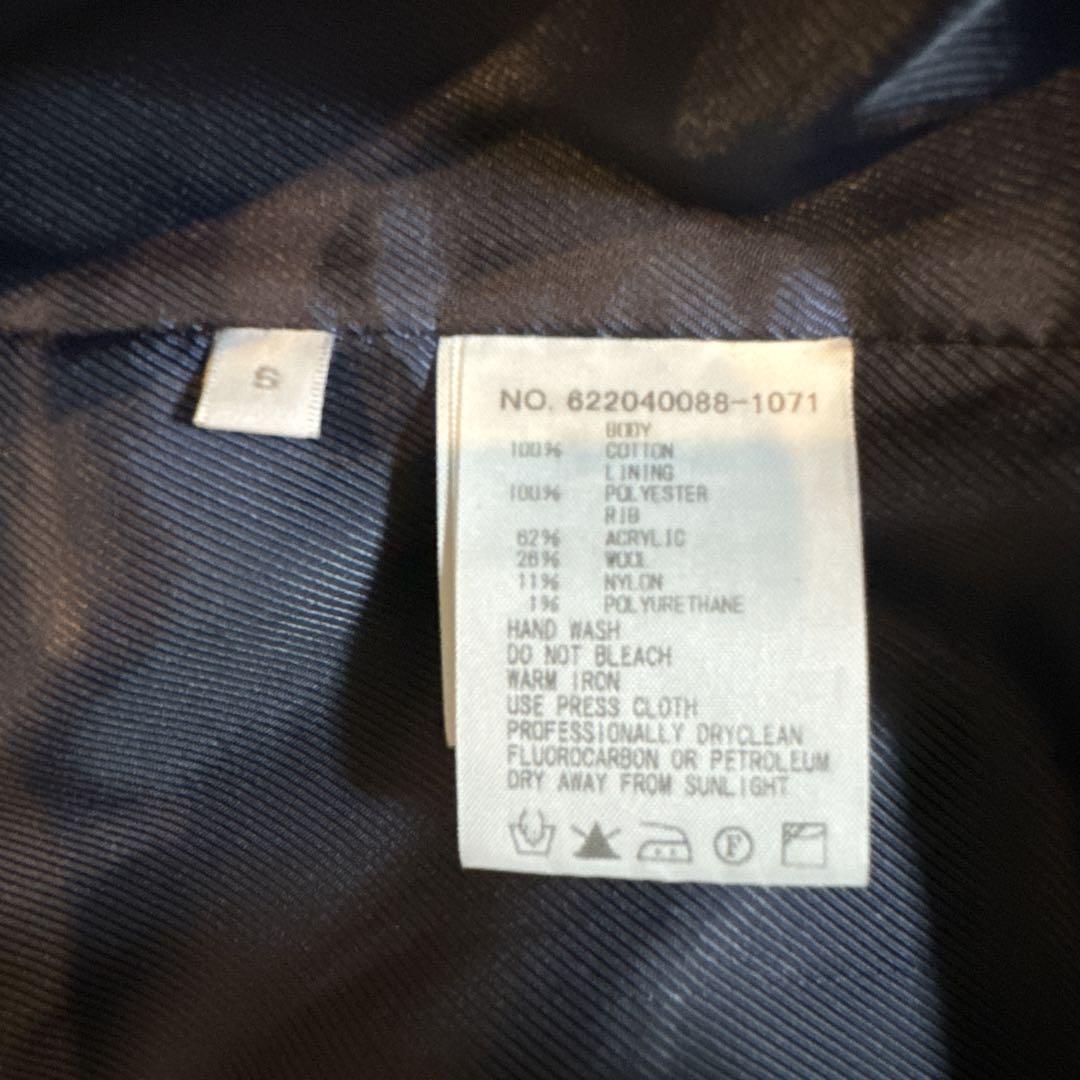 S
NO. 622040088-1071
BODY
100% COTTON
LINING
100% POLYESTER
RIB
62% ACRYLIC
26% WOOL
11% NYLON
1% POLYURETHANE
HAND WASH
DO NOT BLEACH
WARM IRON
USE PRESS CLOTH
PROFESSIONALLY DRYCLEAN
FLUOROCARBON OR PETROLEUM
DRY AWAY FROM SUNLIGHT
F